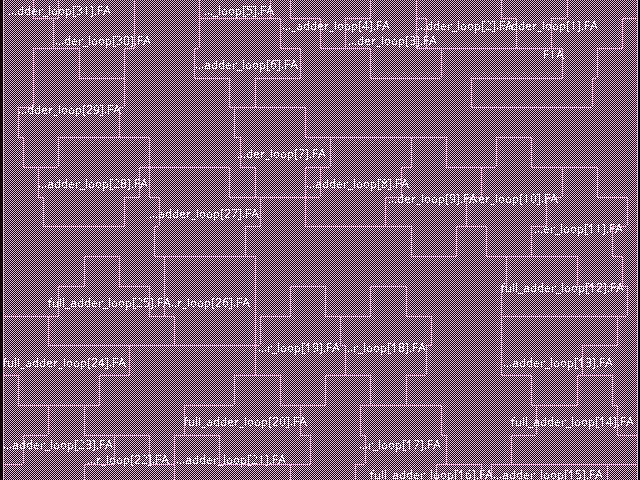 dder_loop[31].FA
..._loop[5].FA
...adder_loop[4].FA
lder_loop[2].FA
adder_loop[1].FA
...der_loop[30].FA
...der_loop[3].FA
F1A
...adder_loop[6].FA
dder_loop[29].FA
...der_loop[7].FA
...adder_loop[28].FA
...adder_loop[8].FA
...der_loop[9].FA
er_loop[10].FA
...adder_loop[27].FA
...er_loop[11].FA
full_adder_loop[12].FA
full_adder_loop[25].FA
...r_loop[26].FA
...r_loop[19].FA
...r_loop[18].FA
full_adder_loop[24].FA
...adder_loop[13].FA
full_adder_loop[20].FA
full_adder_loop[14].FA
...adder_loop[23].FA
...r_loop[22].FA
adder_loop[21].FA
...r_loop[17].FA
full_adder_loop[16].FA
...adder_loop[15].FA